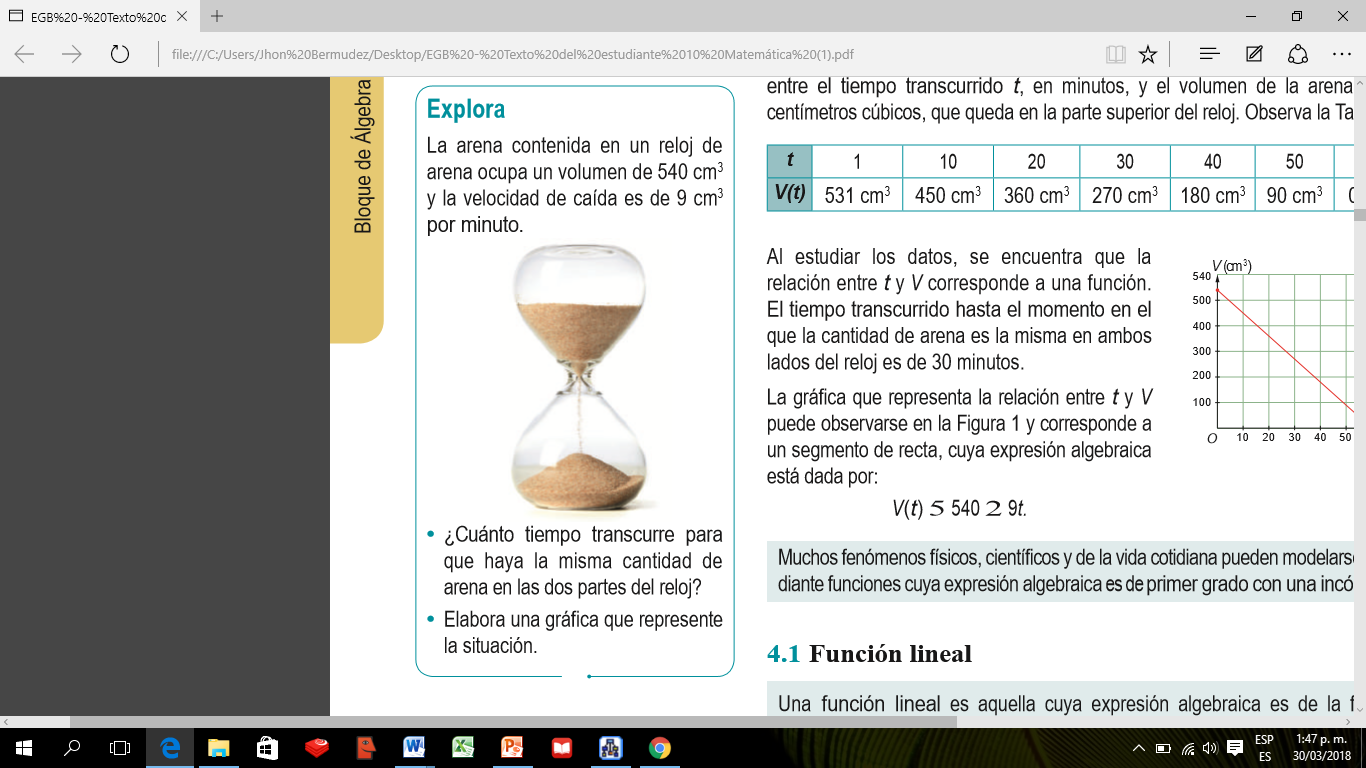 EGB%20-%20Texto%20c
file:///C:/Users/Jhon%20Bermudez/Desktop/EGB%20-%20Texto%20del%20estudiante%2010%20Matemática%20(1).pdf
Bloque de Álgebra
Explora
La arena contenida en un reloj de
arena ocupa un volumen de 540 cm³
y la velocidad de caída es de 9 cm³
por minuto.
• ¿Cuánto tiempo transcurre para
que haya la misma cantidad de
arena en las dos partes del reloj?
• Elabora una gráfica que represente
la situación.
entre el tiempo transcurrido t, en minutos, y el volumen de la arena
centímetros cúbicos, que queda en la parte superior del reloj. Observa la Ta
t 1 10 20 30 40 50
V(t) 531 cm³ 450 cm³ 360 cm³ 270 cm³ 180 cm³ 90 cm³ 0
Al estudiar los datos, se encuentra que la
relación entre t y V corresponde a una función.
El tiempo transcurrido hasta el momento en el
que la cantidad de arena es la misma en ambos
lados del reloj es de 30 minutos.
La gráfica que representa la relación entre t y V
puede observarse en la Figura 1 y corresponde a
un segmento de recta, cuya expresión algebraica
está dada por:
V(t) 5 540 2 9t.
V (cm³)
540
500
400
300
200
100
O 10 20 30 40 50
Muchos fenómenos físicos, científicos y de la vida cotidiana pueden modelars
diante funciones cuya expresión algebraica es de primer grado con una incó
4.1 Función lineal
Una función lineal es aquella cuya expresión algebraica es de la f
ESP
ES
1:47 p. m.
30/03/2018